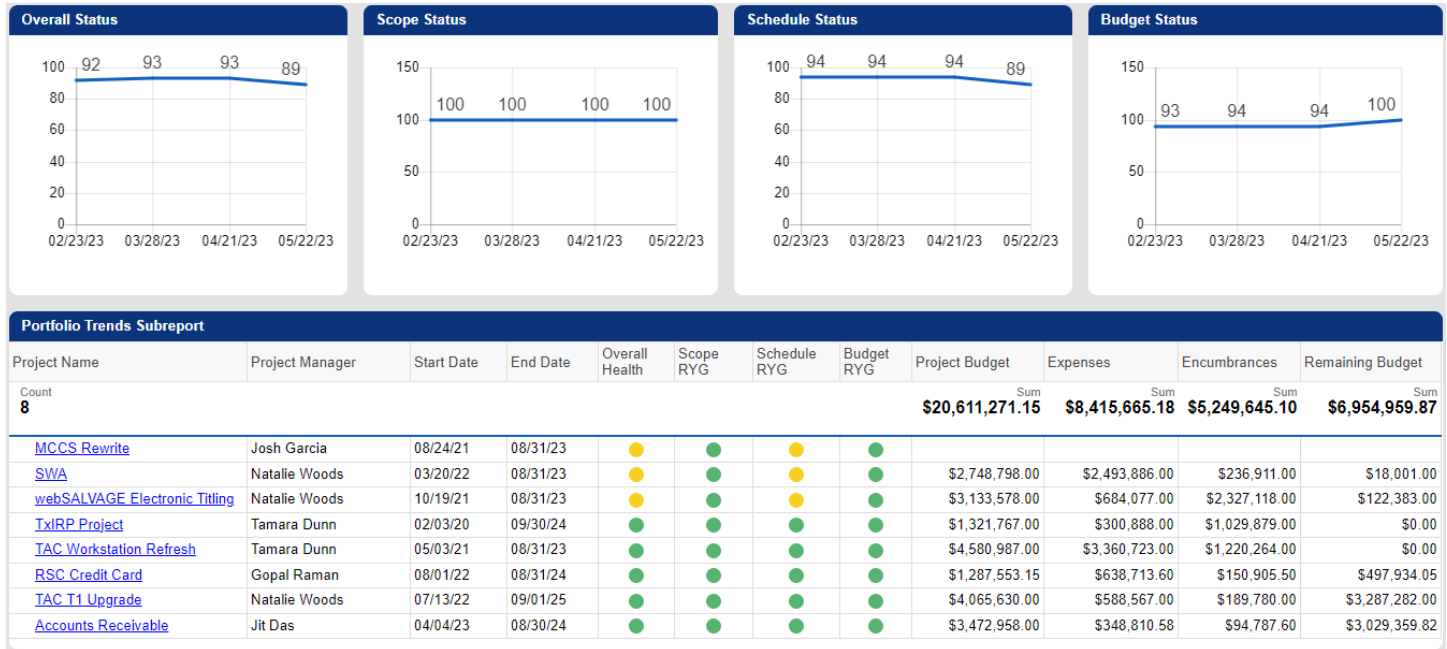 Overall Status
100
80
60
40
20
0
92 93 93 89
02/23/23 03/28/23 04/21/23 05/22/23
Scope Status
150
100
50
0
100 100 100 100
02/23/23 03/28/23 04/21/23 05/22/23
Schedule Status
100
80
60
40
20
0
94 94 94 89
02/23/23 03/28/23 04/21/23 05/22/23
Budget Status
150
100
50
0
93 94 94 100
02/23/23 03/28/23 04/21/23 05/22/23
Portfolio Trends Subreport
Project Name Project Manager Start Date End Date Overall Health Scope RYG Schedule RYG Budget RYG Project Budget Expenses Encumbrances Remaining Budget
Count Sum Sum Sum Sum
8 $20,611,271.15 $8,415,665.18 $5,249,645.10 $6,954,959.87
MCCS Rewrite Josh Garcia 08/24/21 08/31/23
SWA Natalie Woods 03/20/22 08/31/23 $2,748,798.00 $2,493,886.00 $236,911.00 $18,001.00
webSALVAGE Electronic Titling Natalie Woods 10/19/21 08/31/23 $3,133,578.00 $684,077.00 $2,327,118.00 $122,383.00
TxIRP Project Tamara Dunn 02/03/20 09/30/24 $1,321,767.00 $300,888.00 $1,029,879.00 $0.00
TAC Workstation Refresh Tamara Dunn 05/03/21 08/31/23 $4,580,987.00 $3,360,723.00 $1,220,264.00 $0.00
RSC Credit Card Gopal Raman 08/01/22 08/31/24 $1,287,553.15 $638,713.60 $150,905.50 $497,934.05
TAC T1 Upgrade Natalie Woods 07/13/22 09/01/25 $4,065,630.00 $588,567.00 $189,780.00 $3,287,282.00
Accounts Receivable Jit Das 04/04/23 08/30/24 $3,472,958.00 $348,810.58 $94,787.60 $3,029,359.82